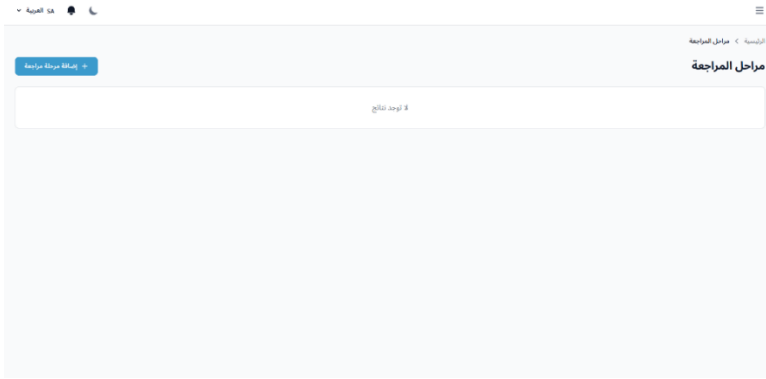 SA العربية
الرئيسية > مراحل المراجعة
مراحل المراجعة
+ إضافة مرحلة مراجعة
لا توجد نتائج